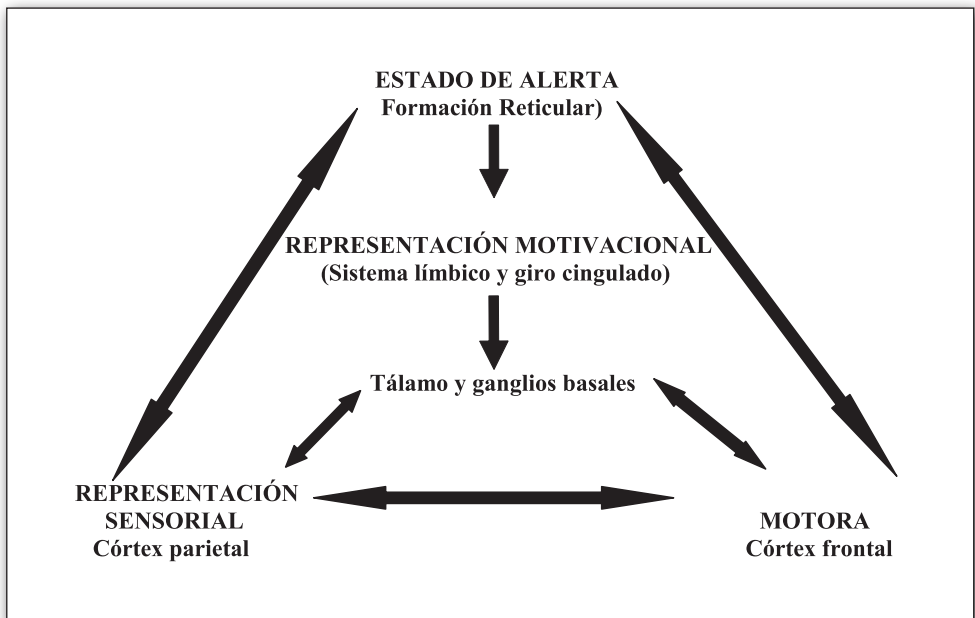 ESTADO DE ALERTA
Formación Reticular)
REPRESENTACIÓN MOTIVACIONAL
(Sistema límbico y giro cingulado)
Tálamo y ganglios basales
REPRESENTACIÓN
SENSORIAL
Córtex parietal
MOTORA
Córtex frontal